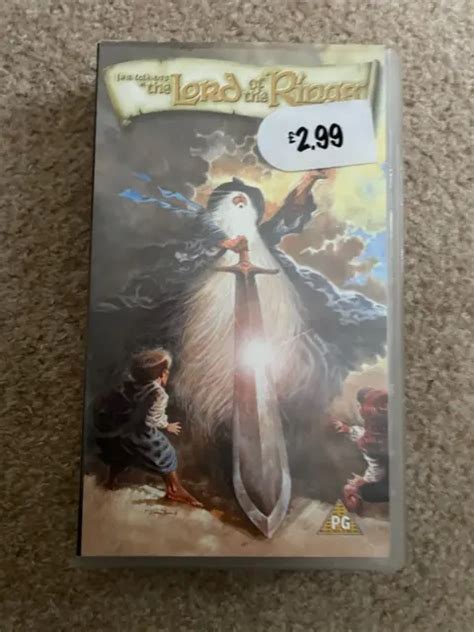 J.R.R. Tolkien's
the Lord of the Rings
£2.99
PG